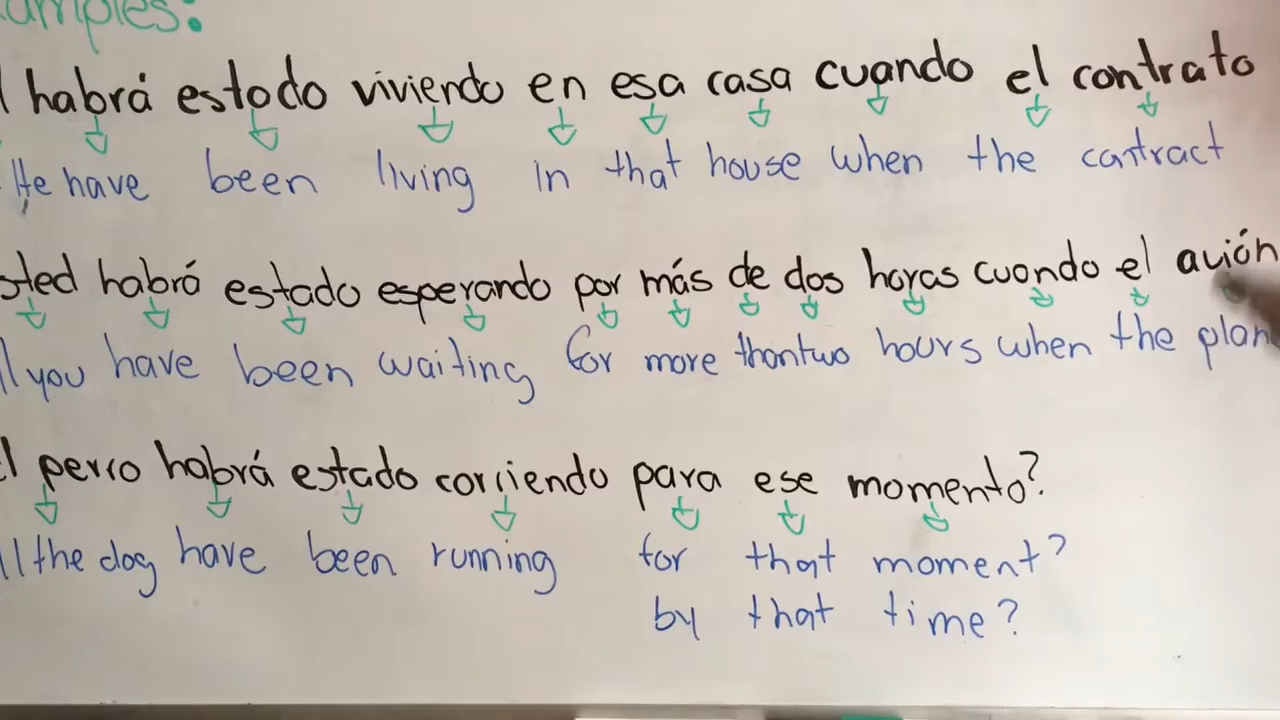 amples:
l habrá estado viviendo en esa casa cuando el contrato
He have been living in that house when the contract
sted habrá estado esperando por más de dos horas cuando el avión
ll you have been waiting for more than two hours when the plan
l perro habrá estado corriendo para ese momento?
ll the dog have been running for that moment?
by that time?